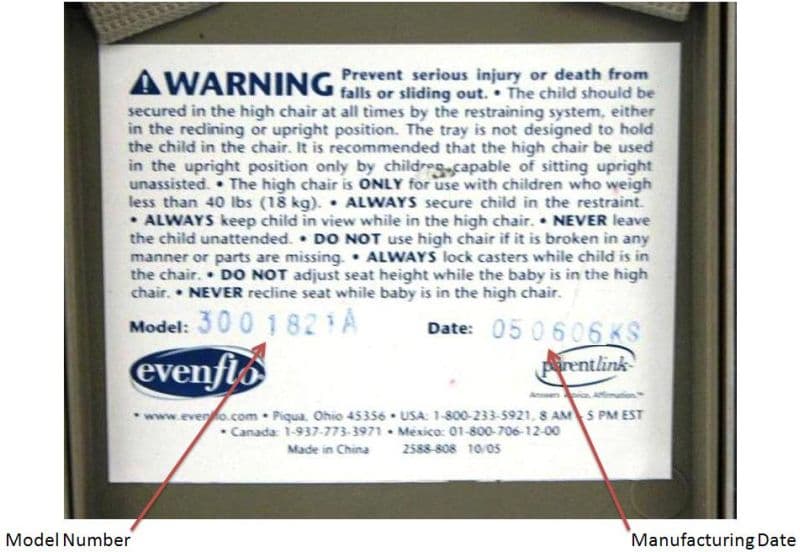 WARNING Prevent serious injury or death from
falls or sliding out. • The child should be
secured in the high chair at all times by the restraining system, either
in the reclining or upright position. The tray is not designed to hold
the child in the chair. It is recommended that the high chair be used
in the upright position only by children capable of sitting upright
unassisted. • The high chair is ONLY for use with children who weigh
less than 40 lbs (18 kg). • ALWAYS secure child in the restraint.
• ALWAYS keep child in view while in the high chair. • NEVER leave
the child unattended. • DO NOT use high chair if it is broken in any
manner or parts are missing. • ALWAYS lock casters while child is in
the chair. • DO NOT adjust seat height while the baby is in the high
chair. • NEVER recline seat while baby is in the high chair.
Model: 3001821A Date: 050606KS
evenflo parentlink
Answers. Advice. Affirmation.™
• www.evenflo.com • Piqua, Ohio 45356 • USA: 1-800-233-5921, 8 AM - 5 PM EST
• Canada: 1-937-773-3971 • Mexico: 01-800-706-12-00
Made in China 2588-808 10/05
Model Number Manufacturing Date